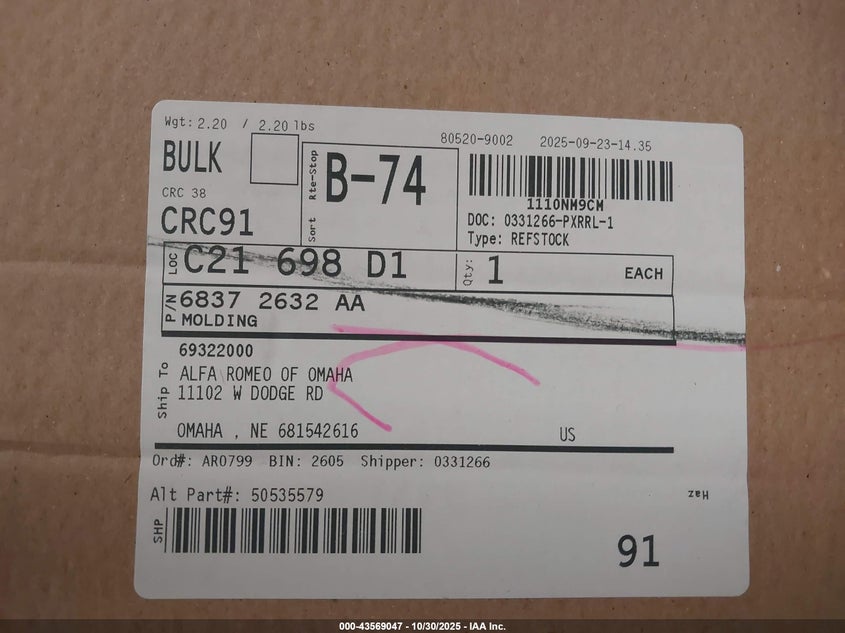 Wgt: 2.20 / 2.20 lbs
80520-9002 2025-09-23-14.35
BULK
Sort Rte-Stop
B-74
CRC 38
CRC91
1110NM9CM
DOC: 0331266-PXRRL-1
Type: REFSTOCK
LOC C21 698 D1
Qty: 1 EACH
P/N 6837 2632 AA
MOLDING
Ship To
69322000
ALFA ROMEO OF OMAHA
11102 W DODGE RD
OMAHA , NE 681542616 US
Ord#: AR0799 BIN: 2605 Shipper: 0331266
Alt Part#: 50535579
Haz
SHP
91
000-43569047 - 10/30/2025 - IAA Inc.